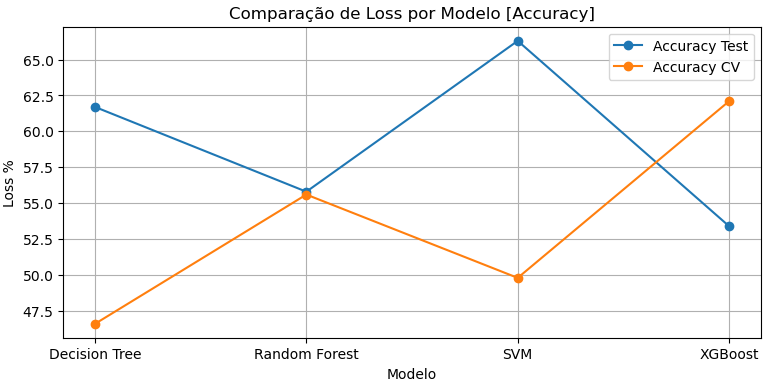 Comparação de Loss por Modelo [Accuracy]
Accuracy Test
Accuracy CV
65.0
62.5
60.0
57.5
55.0
52.5
50.0
47.5
Loss %
Decision Tree
Random Forest
SVM
XGBoost
Modelo